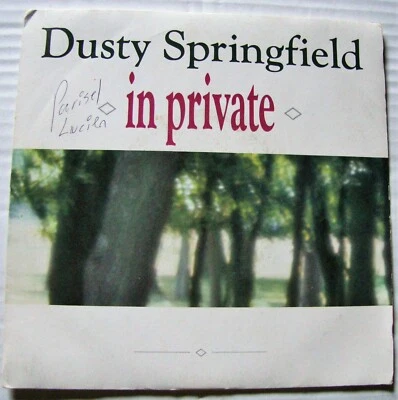 Dusty Springfield
in private